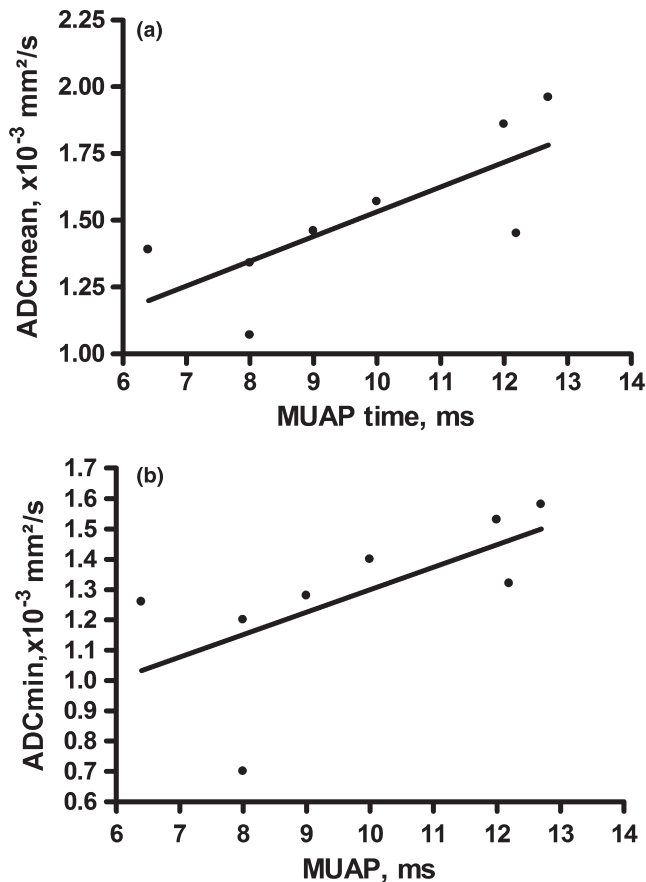 (a)
ADCmean, x10⁻³ mm²/s
2.25
2.00
1.75
1.50
1.25
1.00
6 7 8 9 10 11 12 13 14
MUAP time, ms
(b)
ADCmin,x10⁻³ mm²/s
1.7
1.6
1.5
1.4
1.3
1.2
1.1
1.0
0.9
0.8
0.7
0.6
6 7 8 9 10 11 12 13 14
MUAP, ms